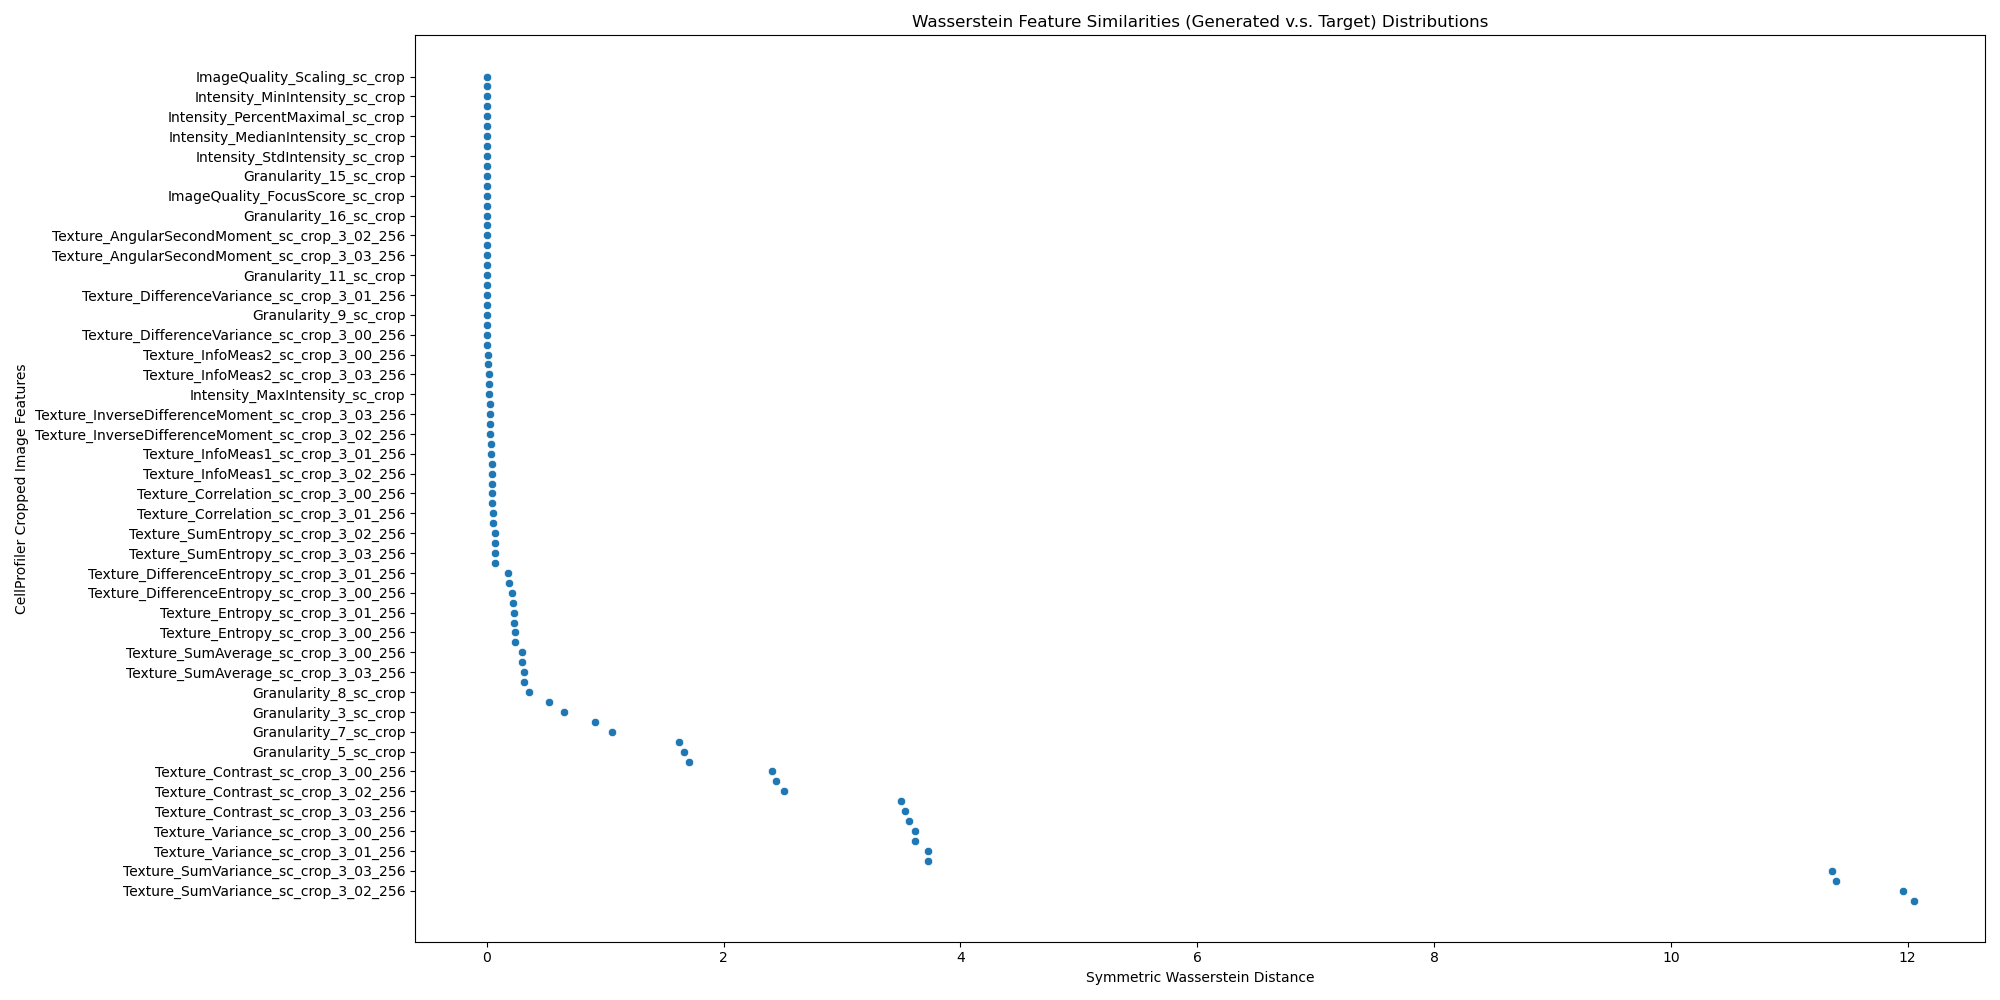 Wasserstein Feature Similarities (Generated v.s. Target) Distributions
CellProfiler Cropped Image Features
ImageQuality_Scaling_sc_crop
Intensity_MinIntensity_sc_crop
Intensity_PercentMaximal_sc_crop
Intensity_MedianIntensity_sc_crop
Intensity_StdIntensity_sc_crop
Granularity_15_sc_crop
ImageQuality_FocusScore_sc_crop
Granularity_16_sc_crop
Texture_AngularSecondMoment_sc_crop_3_02_256
Texture_AngularSecondMoment_sc_crop_3_03_256
Granularity_11_sc_crop
Texture_DifferenceVariance_sc_crop_3_01_256
Granularity_9_sc_crop
Texture_DifferenceVariance_sc_crop_3_00_256
Texture_InfoMeas2_sc_crop_3_00_256
Texture_InfoMeas2_sc_crop_3_03_256
Intensity_MaxIntensity_sc_crop
Texture_InverseDifferenceMoment_sc_crop_3_03_256
Texture_InverseDifferenceMoment_sc_crop_3_02_256
Texture_InfoMeas1_sc_crop_3_01_256
Texture_InfoMeas1_sc_crop_3_02_256
Texture_Correlation_sc_crop_3_00_256
Texture_Correlation_sc_crop_3_01_256
Texture_SumEntropy_sc_crop_3_02_256
Texture_SumEntropy_sc_crop_3_03_256
Texture_DifferenceEntropy_sc_crop_3_01_256
Texture_DifferenceEntropy_sc_crop_3_00_256
Texture_Entropy_sc_crop_3_01_256
Texture_Entropy_sc_crop_3_00_256
Texture_SumAverage_sc_crop_3_00_256
Texture_SumAverage_sc_crop_3_03_256
Granularity_8_sc_crop
Granularity_3_sc_crop
Granularity_7_sc_crop
Granularity_5_sc_crop
Texture_Contrast_sc_crop_3_00_256
Texture_Contrast_sc_crop_3_02_256
Texture_Contrast_sc_crop_3_03_256
Texture_Variance_sc_crop_3_00_256
Texture_Variance_sc_crop_3_01_256
Texture_SumVariance_sc_crop_3_03_256
Texture_SumVariance_sc_crop_3_02_256
0 2 4 6 8 10 12
Symmetric Wasserstein Distance